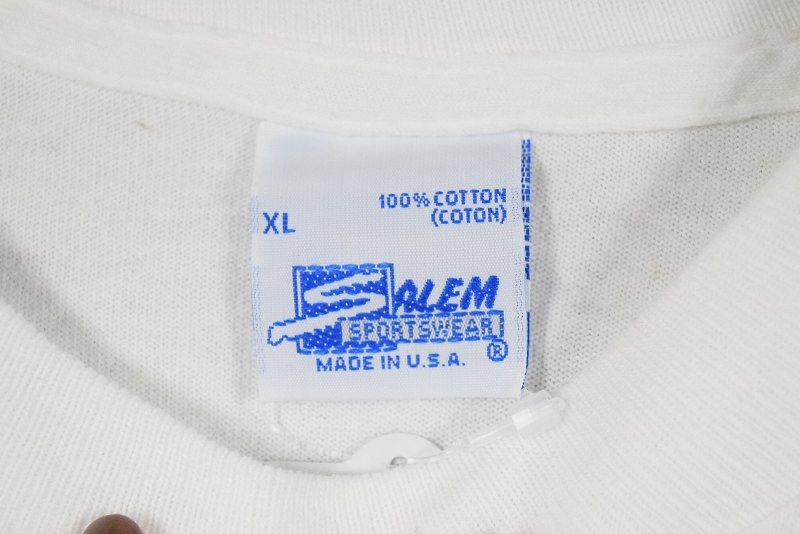 100% COTTON
(COTON)
XL
SALEM
SPORTSWEAR
®
MADE IN U.S.A.